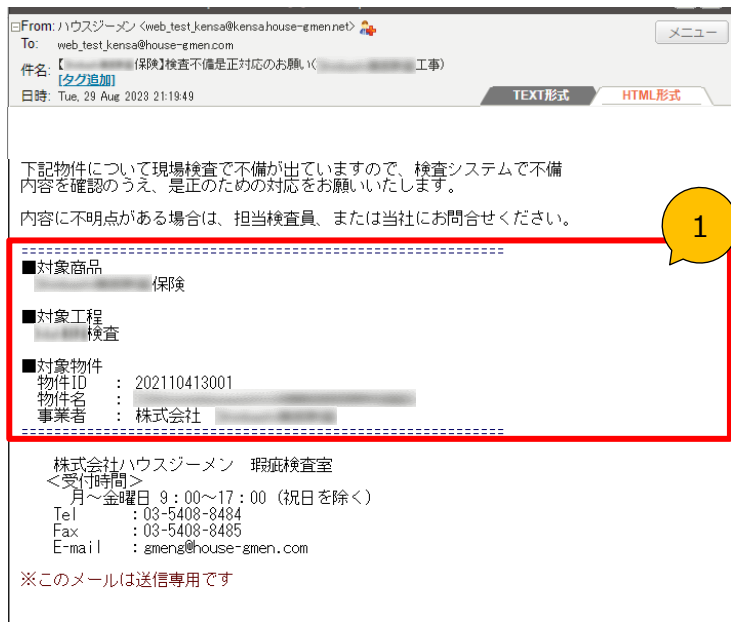 From: ハウスジーメン <web_test_kensa@kensa.house-gmen.net>
メニュー
To: web_test_kensa@house-gmen.com
件名: 【 保険】検査不備是正対応のお願い( 工事)
[タグ追加]
日時: Tue, 29 Aug 2023 21:19:49
TEXT形式 HTML形式
下記物件について現場検査で不備が出ていますので、検査システムで不備
内容を確認のうえ、是正のための対応をお願いいたします。
内容に不明点がある場合は、担当検査員、または当社にお問合せください。
1
========================================================
■対象商品
保険
■対象工程
検査
■対象物件
物件ID : 202110413001
物件名 :
事業者 : 株式会社
========================================================
株式会社ハウスジーメン 瑕疵検査室
<受付時間>
月～金曜日 9:00～17:00 (祝日を除く)
Tel :03-5408-8484
Fax :03-5408-8485
E-mail :gmeng@house-gmen.com
※このメールは送信専用です